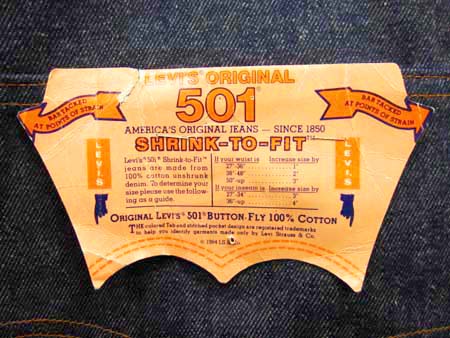 LEVI'S® ORIGINAL
501®
BAR TACKED
AT POINTS OF STRAIN
BAR TACKED
AT POINTS OF STRAIN
AMERICA'S ORIGINAL JEANS — SINCE 1850
SHRINK-TO-FIT™
LEVI'S
LEVI'S
Levi's® 501® Shrink-to-Fit™
jeans are made from
100% cotton unshrunk
denim. To determine your
size please use the follow-
ing as a guide.
If your waist is Increase size by
27"-36" 1"
38"-48" 2"
50"-up 3"
If your inseam is Increase size by
27"-34" 3"
36"-up 4"
ORIGINAL LEVI'S® 501® BUTTON-FLY 100% COTTON
THE colored Tab and stitched pocket design are registered trademarks
to help you identify garments made only by Levi Strauss & Co.
© 1984 LS & Co.